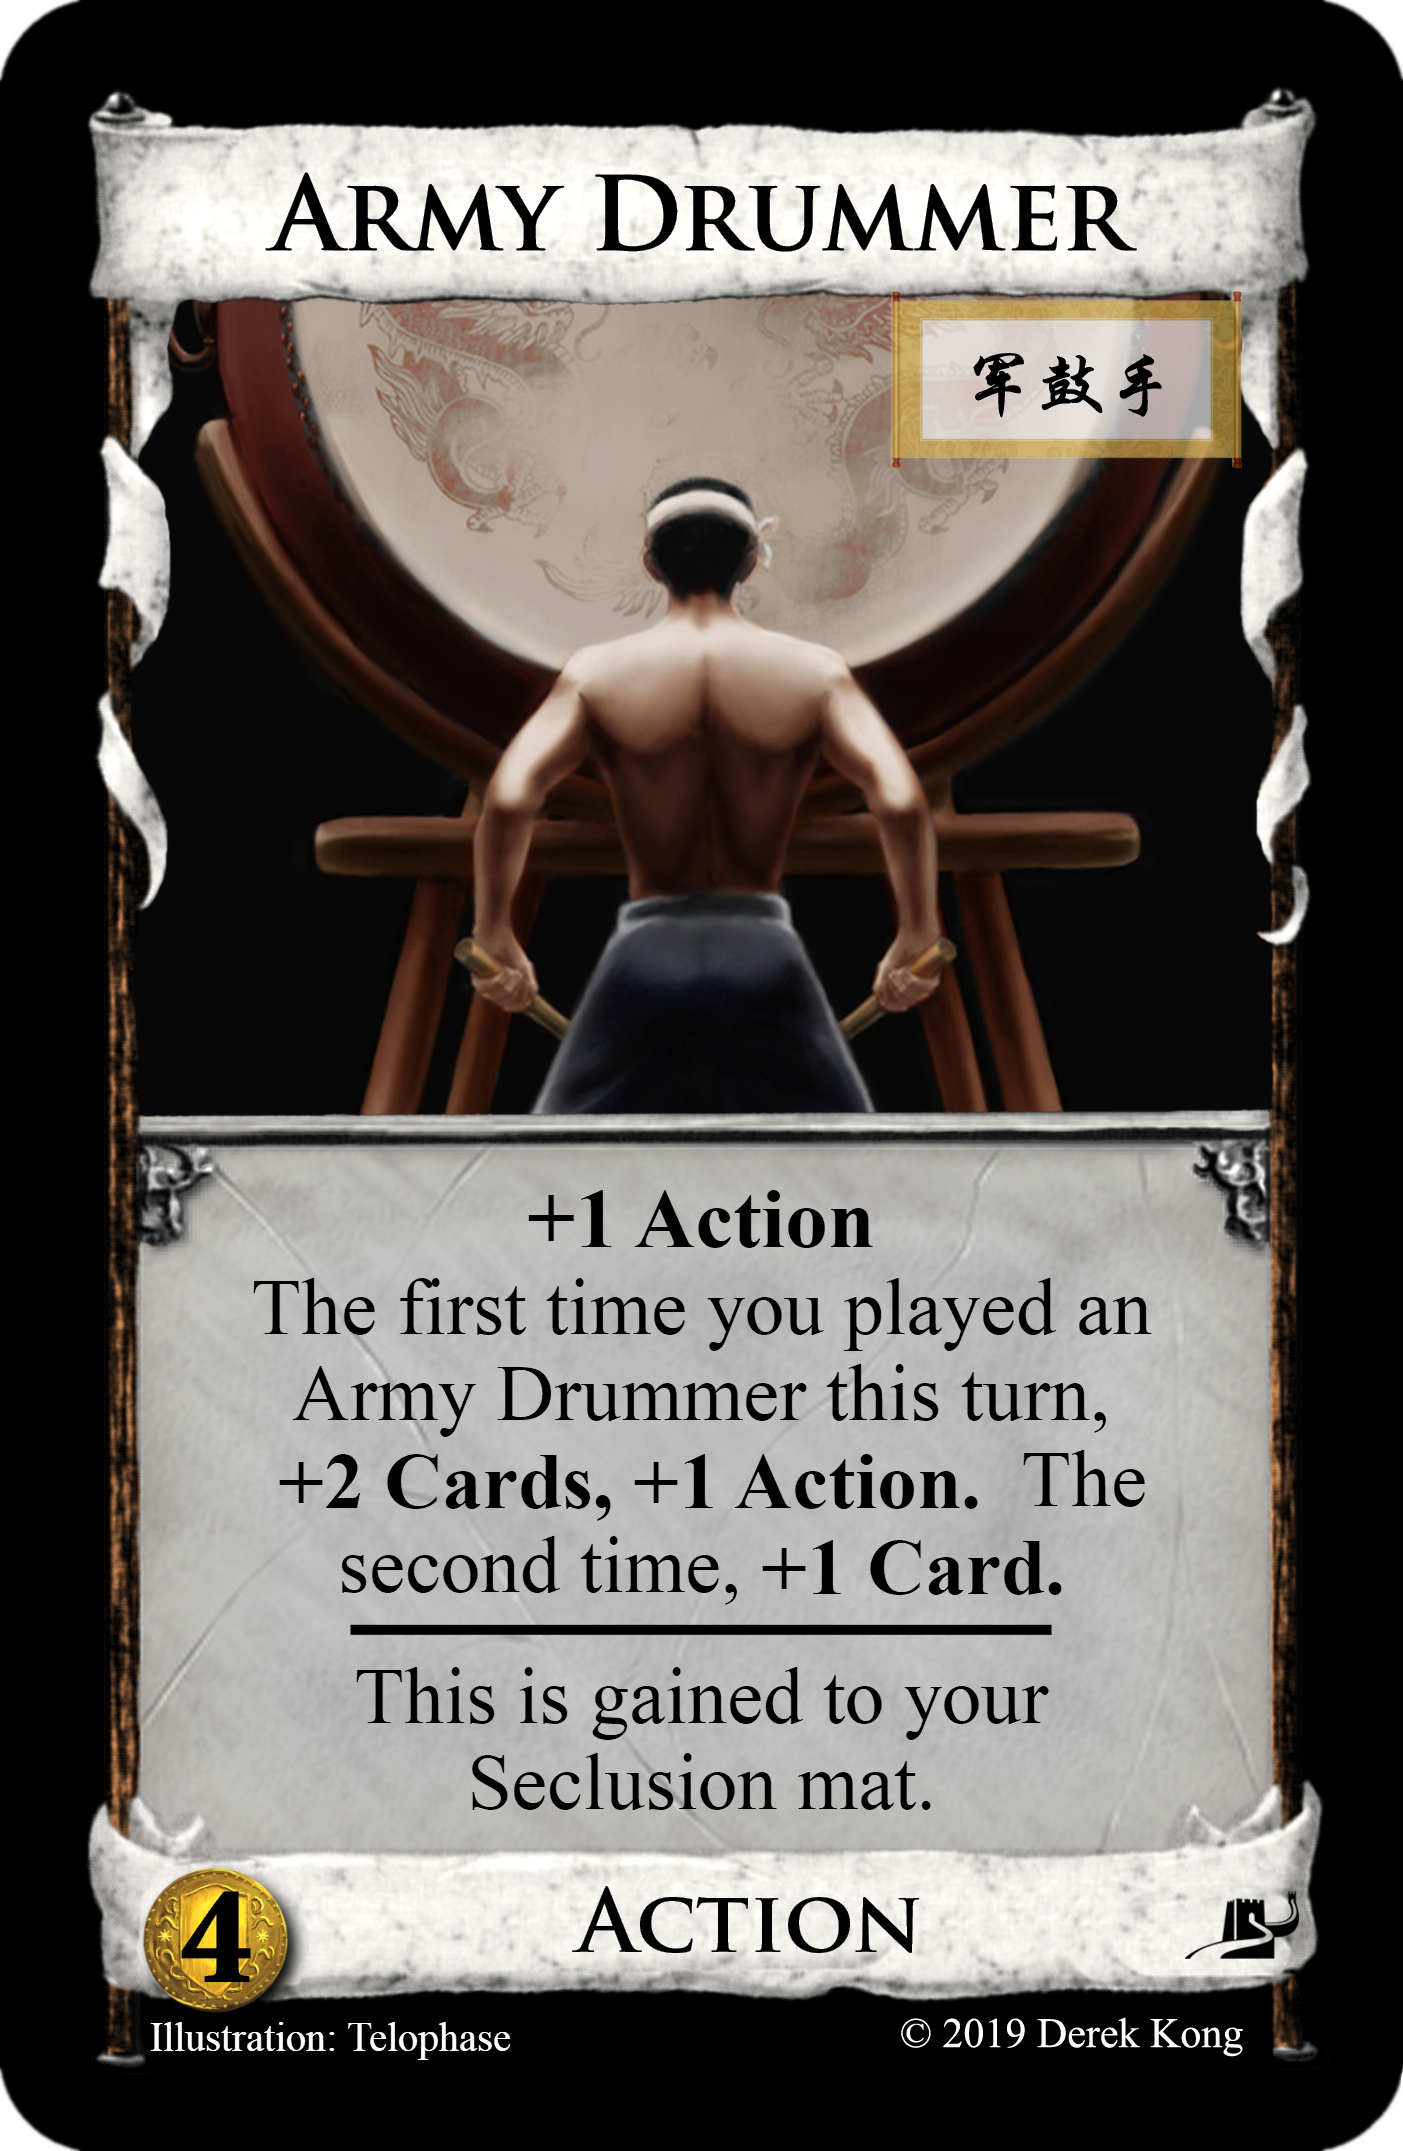 Army Drummer
军鼓手
+1 Action
The first time you played an
Army Drummer this turn,
+2 Cards, +1 Action. The
second time, +1 Card.
This is gained to your
Seclusion mat.
4
Action
Illustration: Telophase
© 2019 Derek Kong